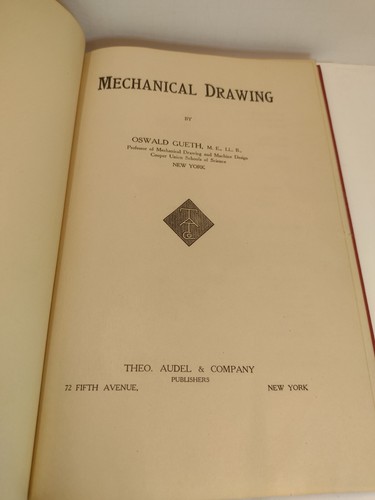 MECHANICAL DRAWING
BY
OSWALD GUETH, M. E., LL. B.,
Professor of Mechanical Drawing and Machine Design
Cooper Union Schools of Science
NEW YORK
THEO. AUDEL & COMPANY
PUBLISHERS
72 FIFTH AVENUE, NEW YORK